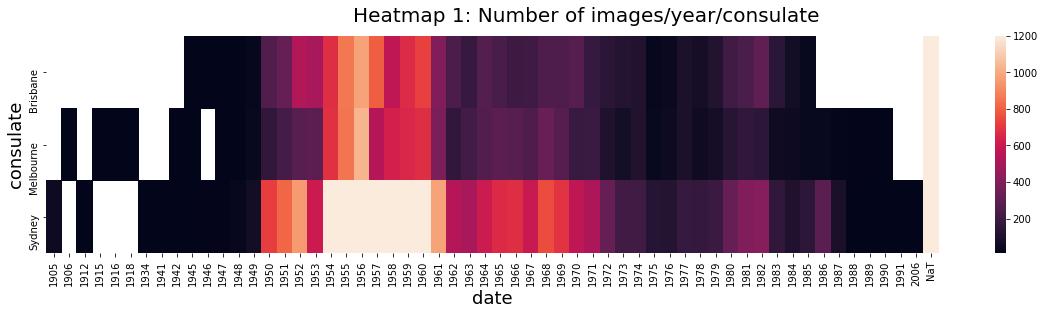 Heatmap 1: Number of images/year/consulate
consulate
Brisbane
Melbourne
Sydney
1200
1000
800
600
400
200
1905 1906 1912 1915 1916 1918 1934 1941 1942 1945 1946 1947 1948 1949 1950 1951 1952 1953 1954 1955 1956 1957 1958 1959 1960 1961 1962 1963 1964 1965 1966 1967 1968 1969 1970 1971 1972 1973 1974 1975 1976 1977 1978 1979 1980 1981 1982 1983 1984 1985 1986 1987 1988 1989 1990 1991 2006 NaT
date